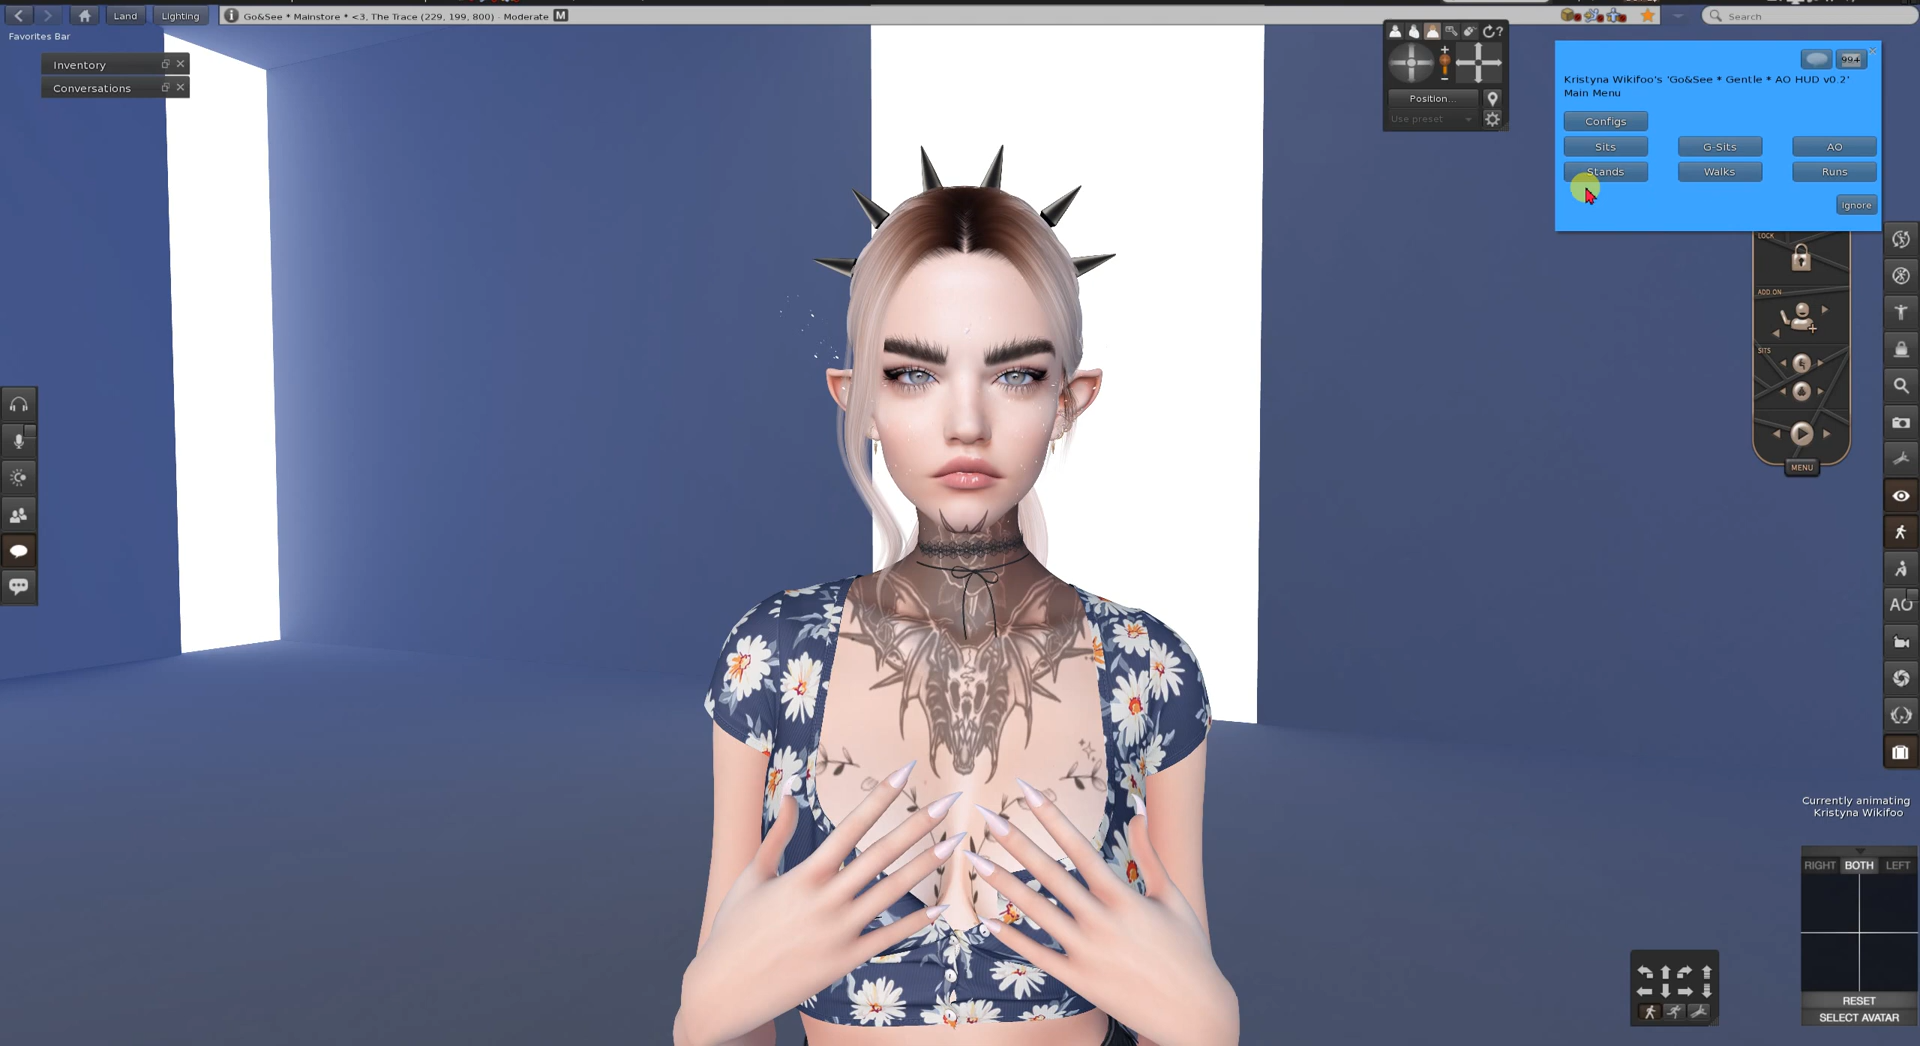 Land
Lighting
Go&See * Mainstore * <3, The Trace (229, 199, 800) - Moderate
M
Search
Favorites Bar
Inventory
Conversations
Position...
Use preset
994
Kristyna Wikifoo's 'Go&See * Gentle * AO HUD v0.2'
Main Menu
Configs
Sits
G-Sits
AO
Stands
Walks
Runs
Ignore
LOCK
ADD ON
SITS
MENU
AO
Currently animating
Kristyna Wikifoo
RIGHT BOTH LEFT
RESET
SELECT AVATAR